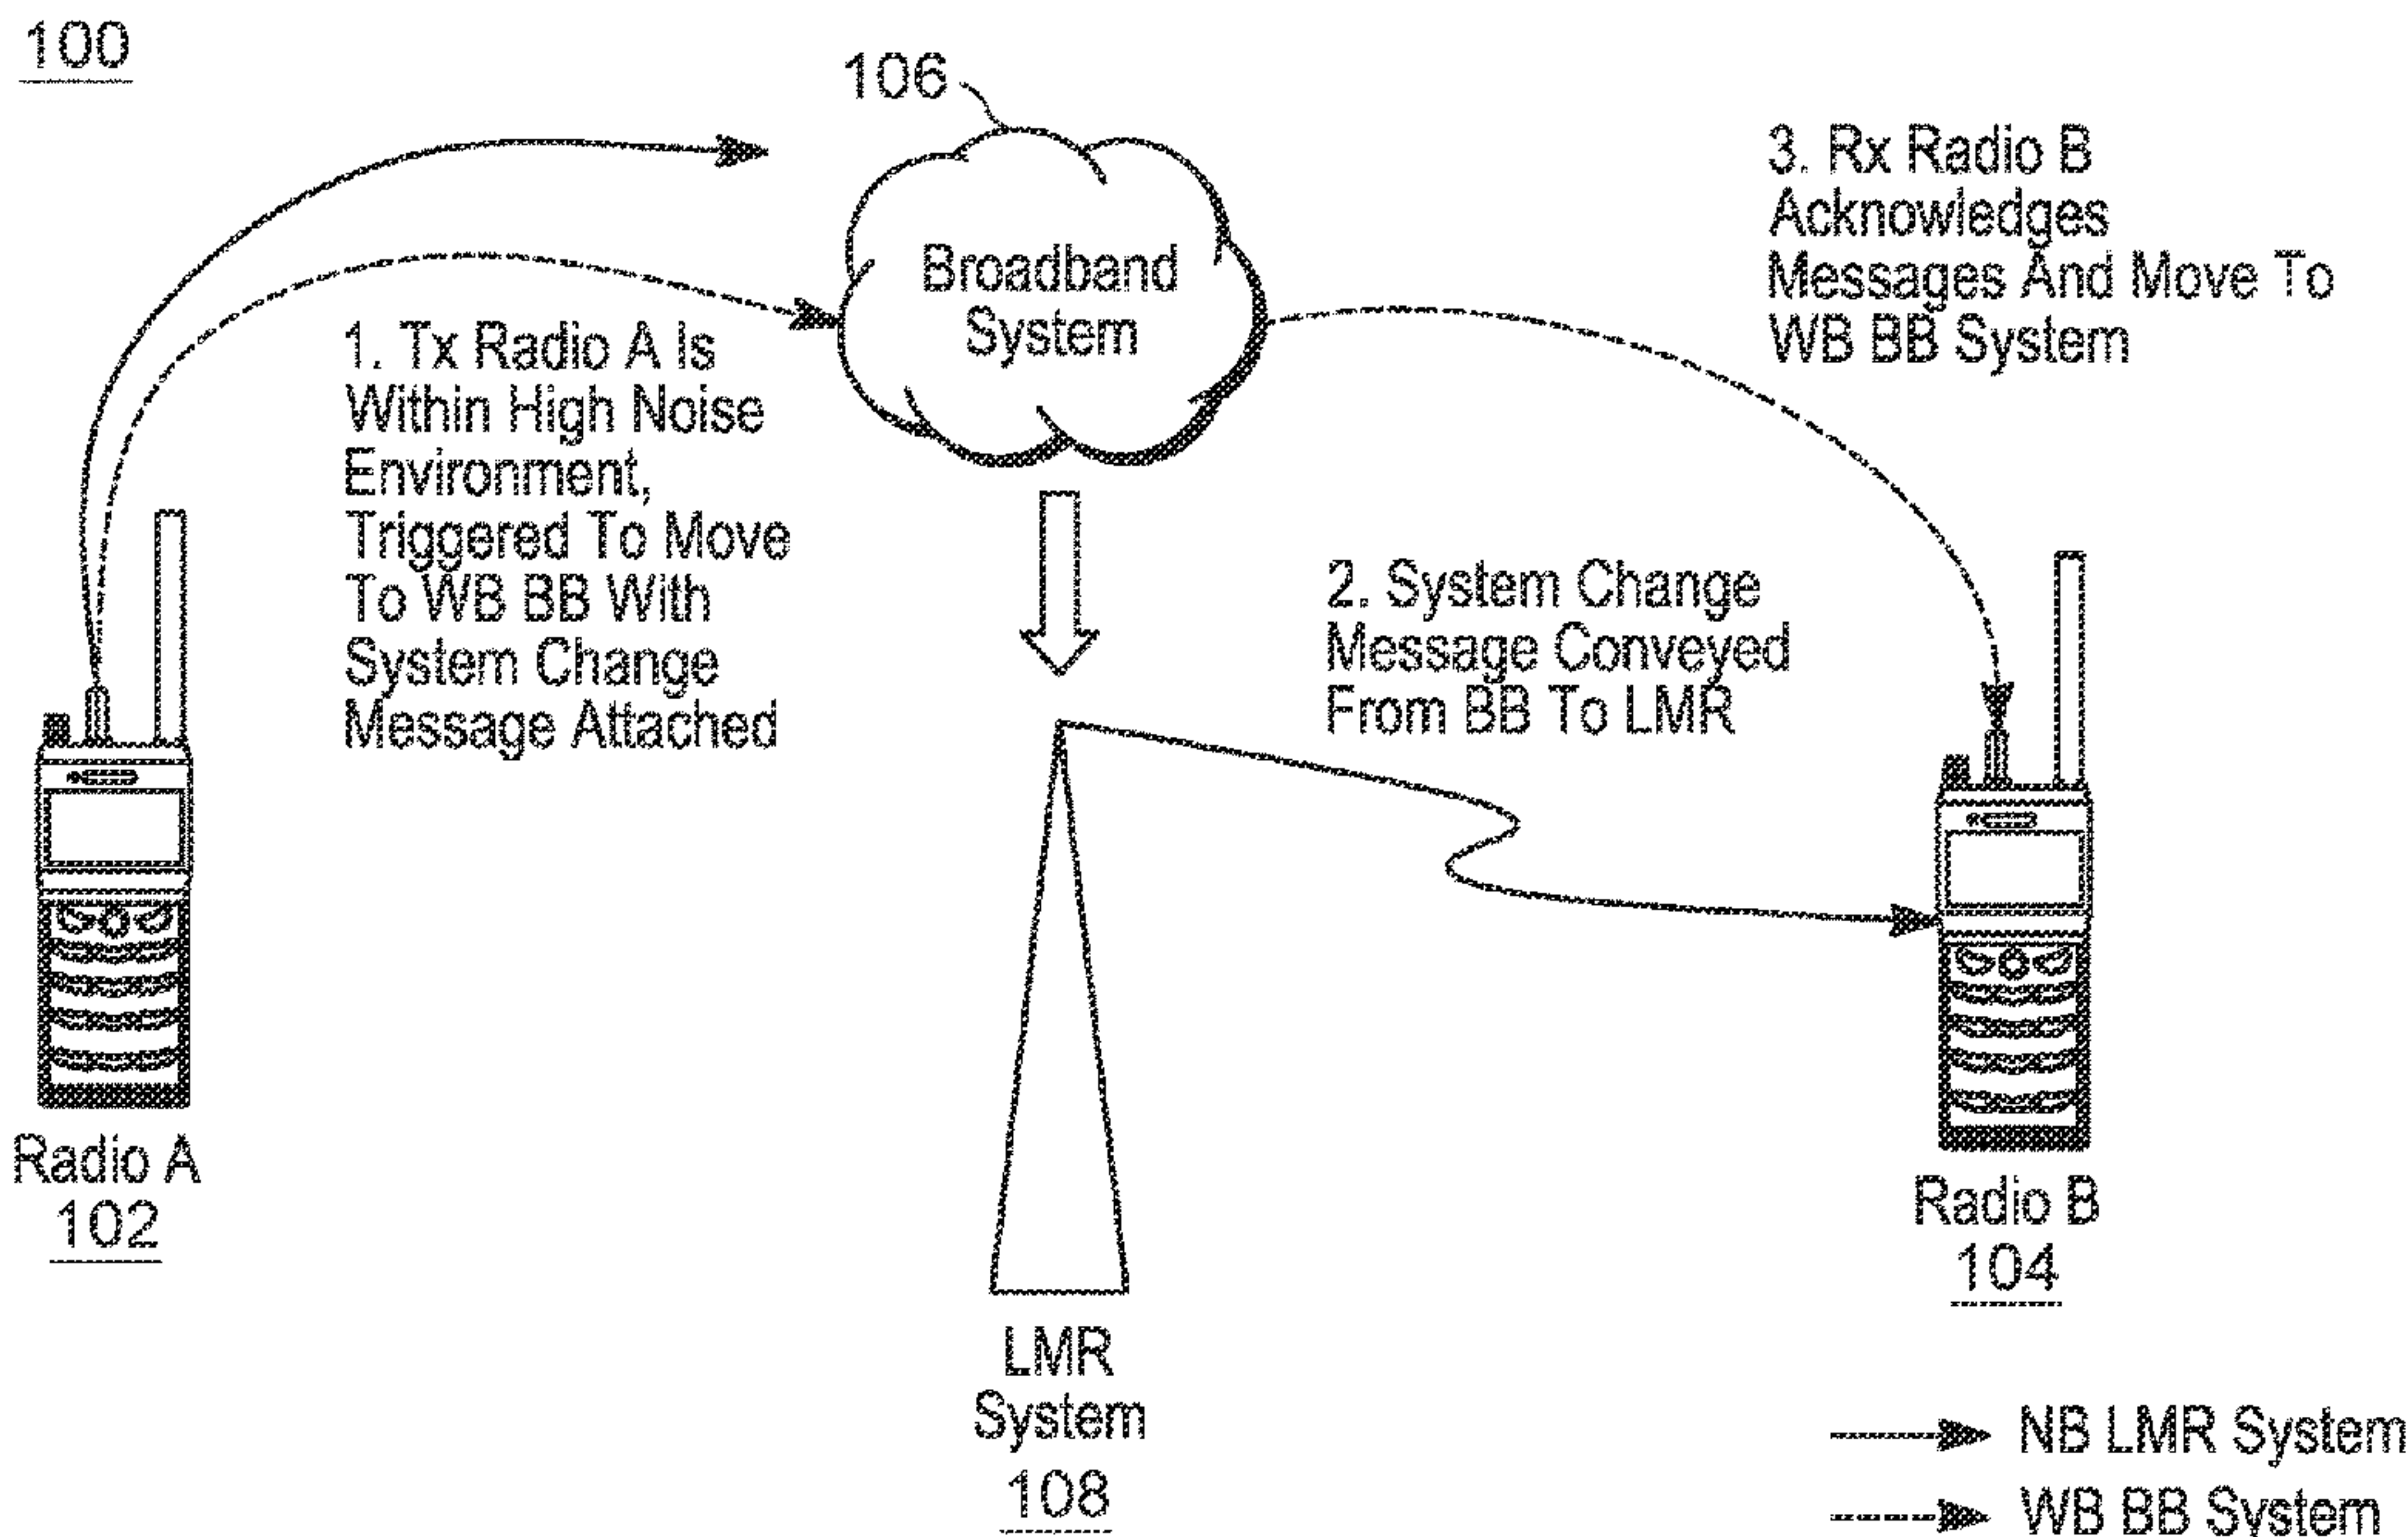 100
106
Broadband
System
1. Tx Radio A Is
Within High Noise
Environment,
Triggered To Move
To WB BB With
System Change
Message Attached
3. Rx Radio B
Acknowledges
Messages And Move To
WB BB System
2. System Change
Message Conveyed
From BB To LMR
Radio A
102
Radio B
104
LMR
System
108
NB LMR System
WB BB System